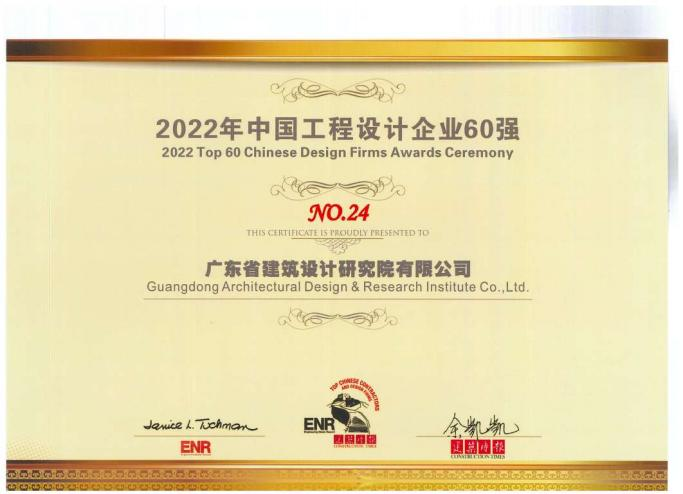 2022年中国工程设计企业60强
2022 Top 60 Chinese Design Firms Awards Ceremony
NO.24
THIS CERTIFICATE IS PROUDLY PRESENTED TO
广东省建筑设计研究院有限公司
Guangdong Architectural Design & Research Institute Co.,Ltd.
TOP CHINESE CONTRACTORS
AND DESIGN FIRMS
Janice L. Tuchman
ENR
ENR
建筑时报
CONSTRUCTION TIMES
余凯凯
建筑时报
CONSTRUCTION TIMES